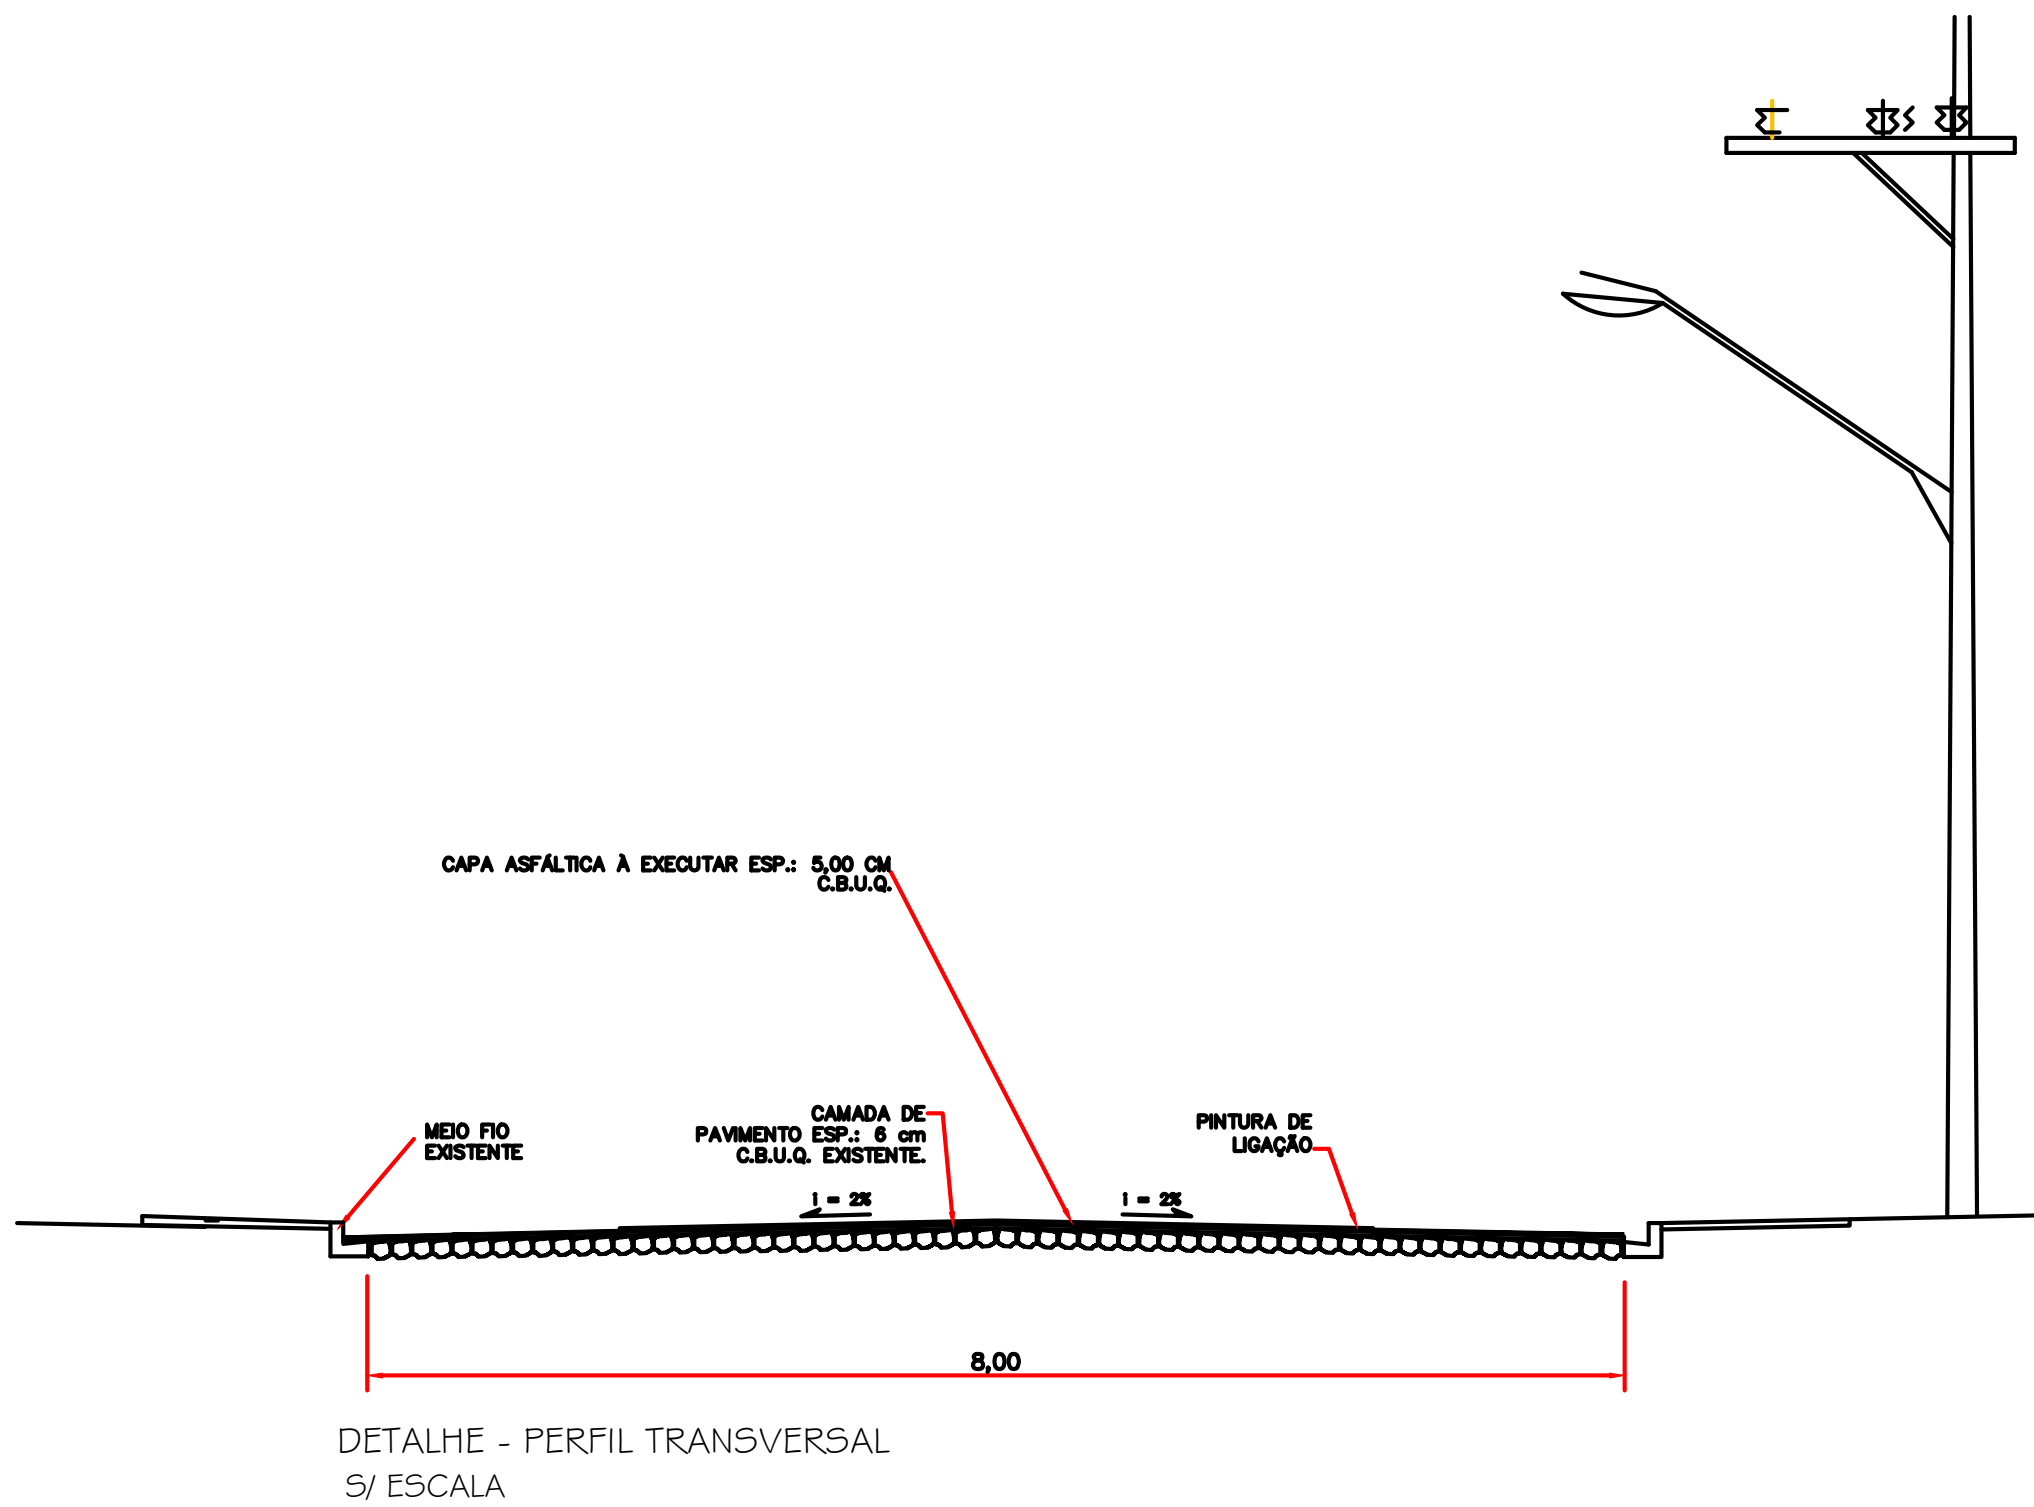 CAPA ASFÁLTICA À EXECUTAR ESP.: 5,00 CM
C.B.U.Q.
CAMADA DE
PAVIMENTO ESP.: 6 cm
C.B.U.Q. EXISTENTE.
MEIO FIO
EXISTENTE
PINTURA DE
LIGAÇÃO
i = 2%
i = 2%
8,00
DETALHE - PERFIL TRANSVERSAL
S/ ESCALA